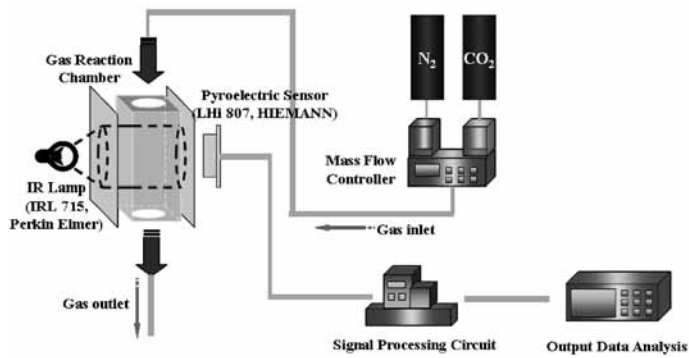 Gas Reaction
Chamber
Pyroelectric Sensor
(LHi 807, HIEMANN)
N2
CO2
Mass Flow
Controller
IR Lamp
(IRL 715,
Perkin Elmer)
Gas inlet
Gas outlet
Signal Processing Circuit
Output Data Analysis